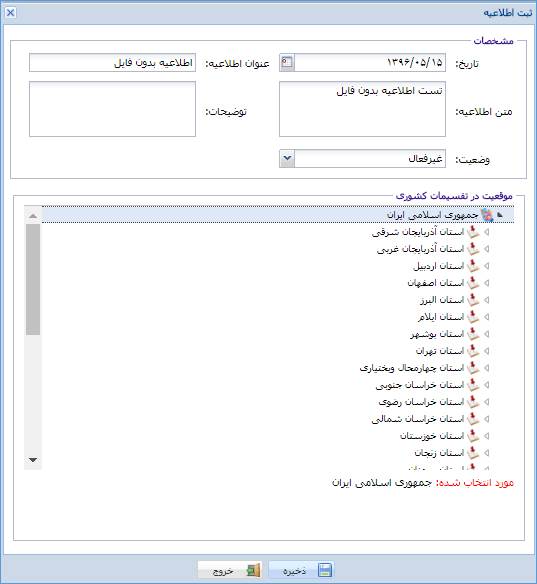 ثبت اطلاعیه
مشخصات
تاریخ: ۱۳۹۶/۰۵/۱۵ عنوان اطلاعیه: اطلاعیه بدون فایل
متن اطلاعیه: تست اطلاعیه بدون فایل توضیحات:
وضعیت: غیرفعال
موقعیت در تقسیمات کشوری
جمهوری اسلامی ایران
استان آذربایجان شرقی
استان آذربایجان غربی
استان اردبیل
استان اصفهان
استان البرز
استان ایلام
استان بوشهر
استان تهران
استان چهارمحال وبختیاری
استان خراسان جنوبی
استان خراسان رضوی
استان خراسان شمالی
استان خوزستان
استان زنجان
مورد انتخاب شده: جمهوری اسلامی ایران
ذخیره خروج